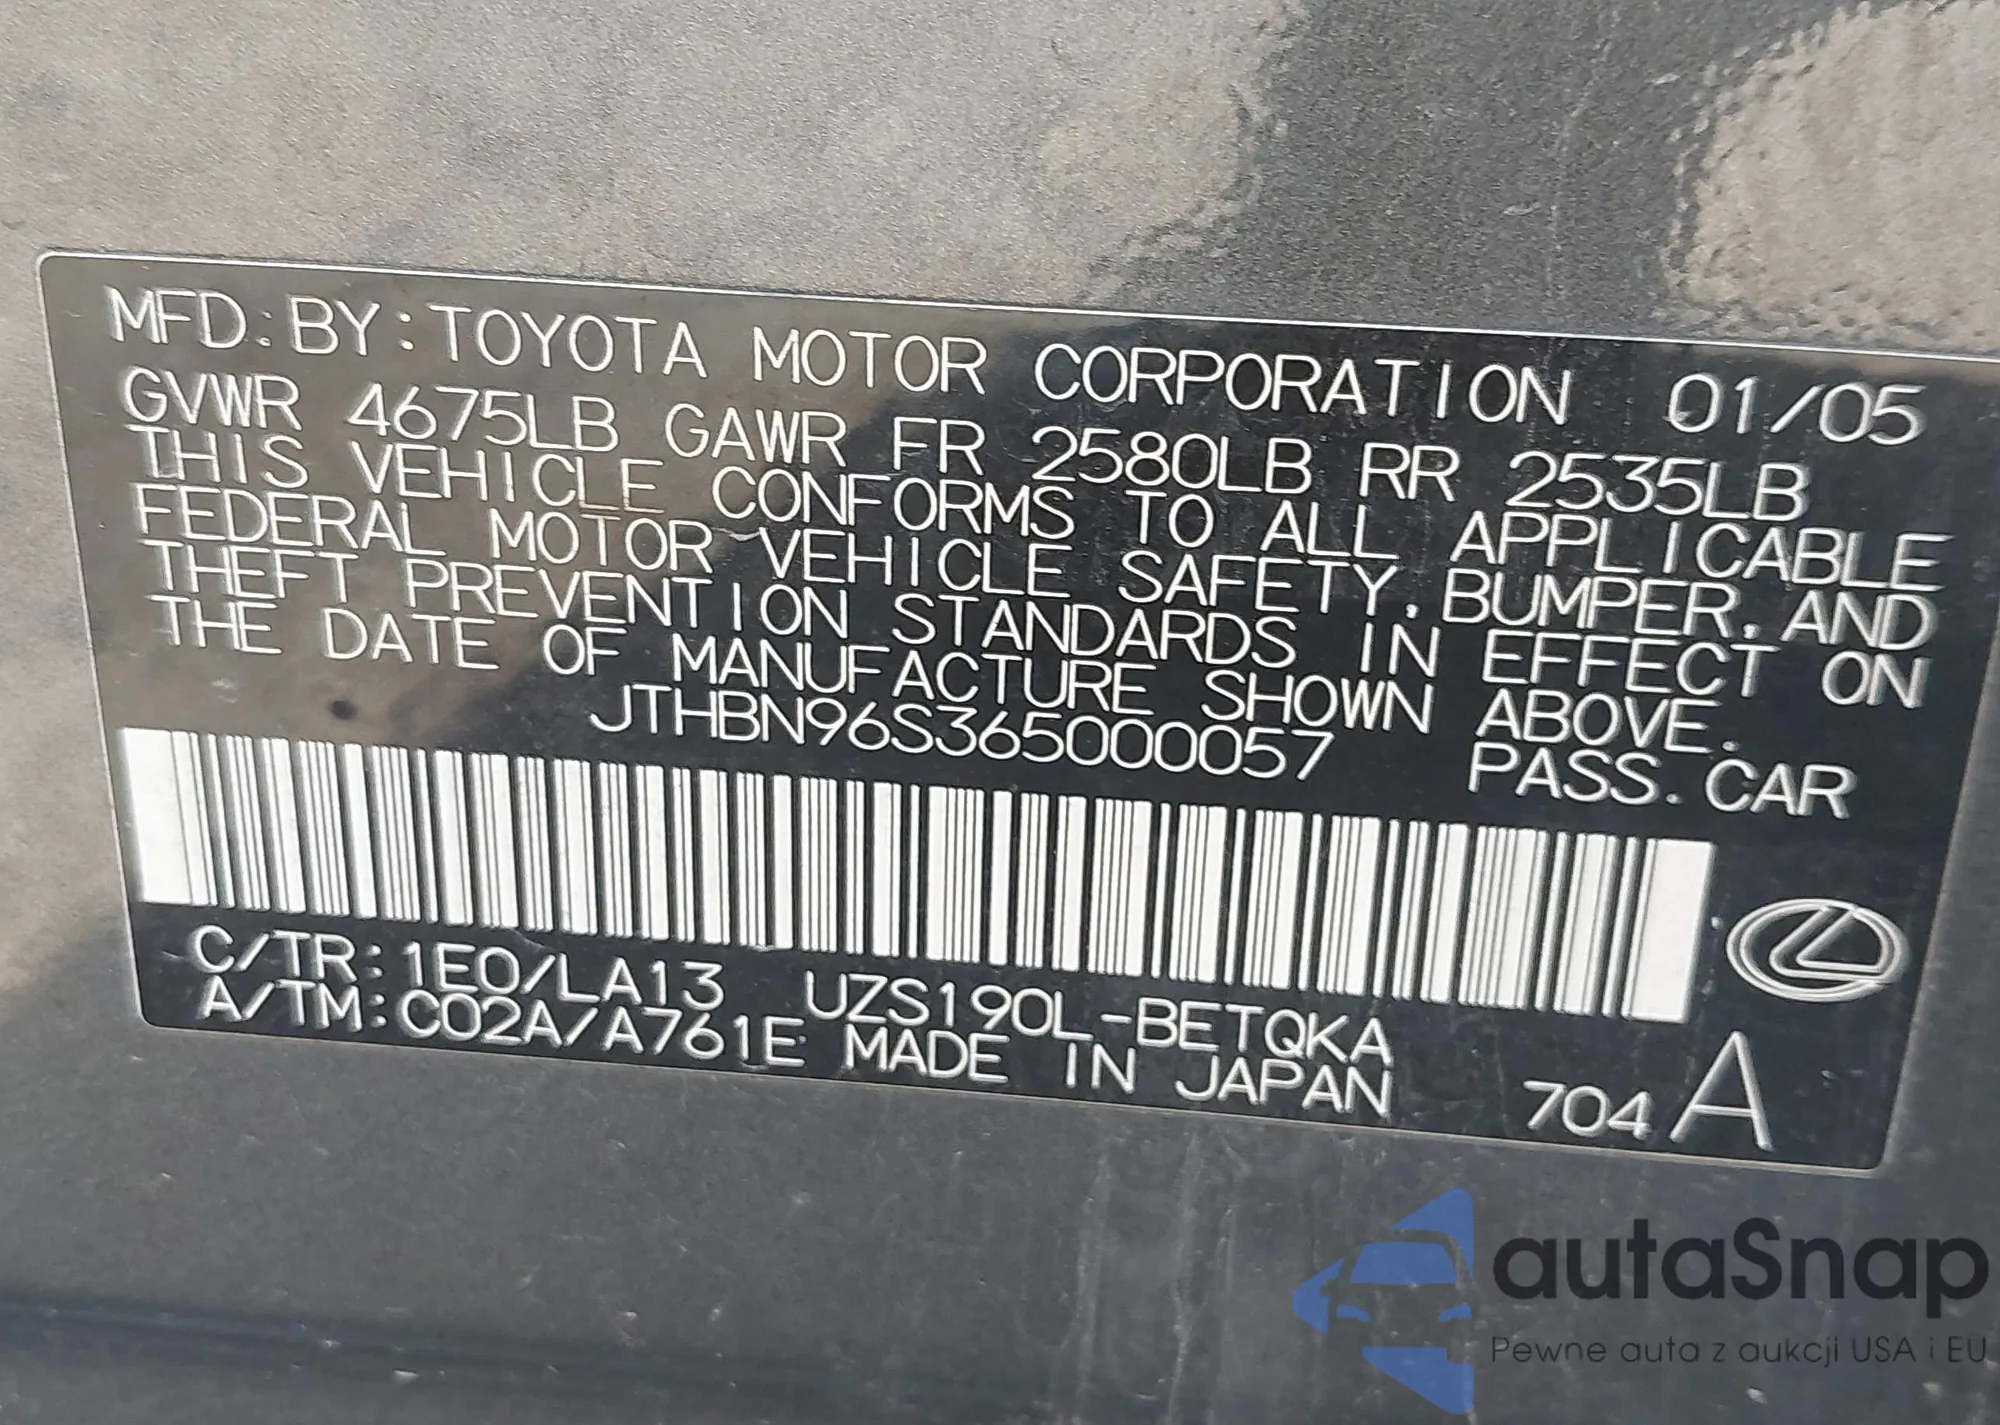 MFD. BY: TOYOTA MOTOR CORPORATION 01/05
GVWR 4675LB GAWR FR 2580LB RR 2535LB
THIS VEHICLE CONFORMS TO ALL APPLICABLE
FEDERAL MOTOR VEHICLE SAFETY, BUMPER, AND
THEFT PREVENTION STANDARDS IN EFFECT ON
THE DATE OF MANUFACTURE SHOWN ABOVE.
JTHBN96S365000057 PASS. CAR
C/TR: 1E0/LA13 UZS190L-BETQKA
A/TM: C02A/A761E MADE IN JAPAN 704 A
autaSnap
Pewne auta z aukcji USA i EU